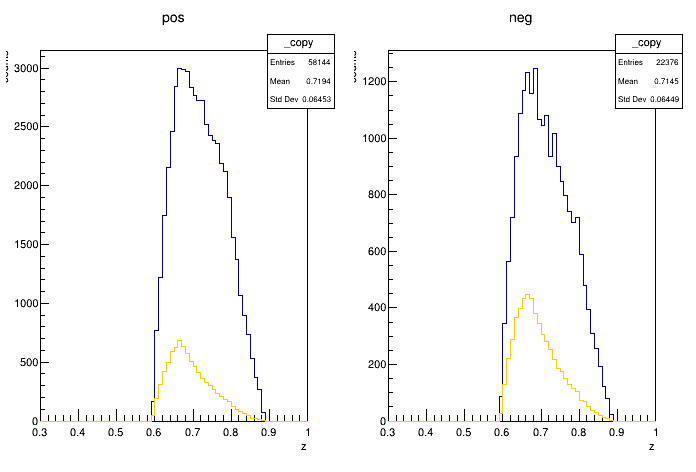 pos
_copy
Entries 58144
Mean 0.7194
Std Dev 0.06453
3000
2500
2000
1500
1000
500
0
0.3 0.4 0.5 0.6 0.7 0.8 0.9 1
z
neg
_copy
Entries 22376
Mean 0.7145
Std Dev 0.06449
1200
1000
800
600
400
200
0
0.3 0.4 0.5 0.6 0.7 0.8 0.9 1
z